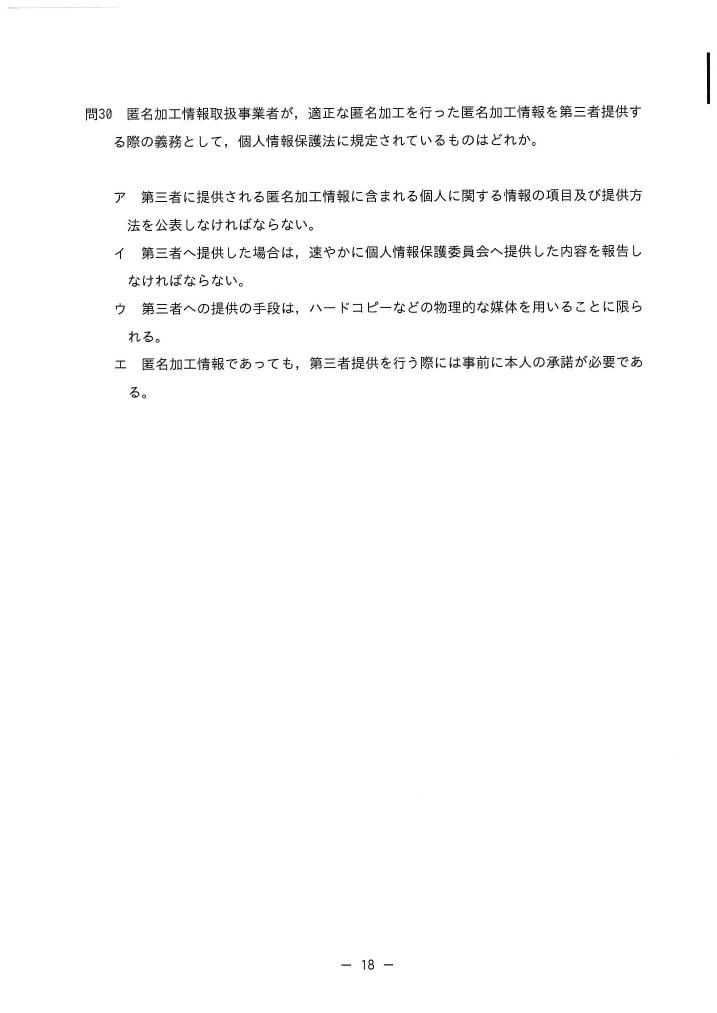 問30　匿名加工情報取扱事業者が，適正な匿名加工を行った匿名加工情報を第三者提供す
る際の義務として，個人情報保護法に規定されているものはどれか。
ア　第三者に提供される匿名加工情報に含まれる個人に関する情報の項目及び提供方
法を公表しなければならない。
イ　第三者へ提供した場合は，速やかに個人情報保護委員会へ提供した内容を報告し
なければならない。
ウ　第三者への提供の手段は，ハードコピーなどの物理的な媒体を用いることに限ら
れる。
エ　匿名加工情報であっても，第三者提供を行う際には事前に本人の承諾が必要であ
る。
― 18 ―